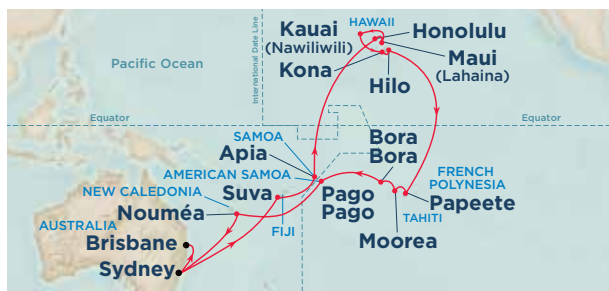 Kauai
(Nawiliwili)
HAWAII
Honolulu
Maui
(Lahaina)
Kona
Hilo
International Date Line
Pacific Ocean
Equator
Equator
SAMOA
Apia
AMERICAN SAMOA
Bora
Bora
FRENCH
POLYNESIA
NEW CALEDONIA
Suva
Pago
Pago
Papeete
TAHITI
Nouméa
FIJI
Moorea
AUSTRALIA
Brisbane
Sydney